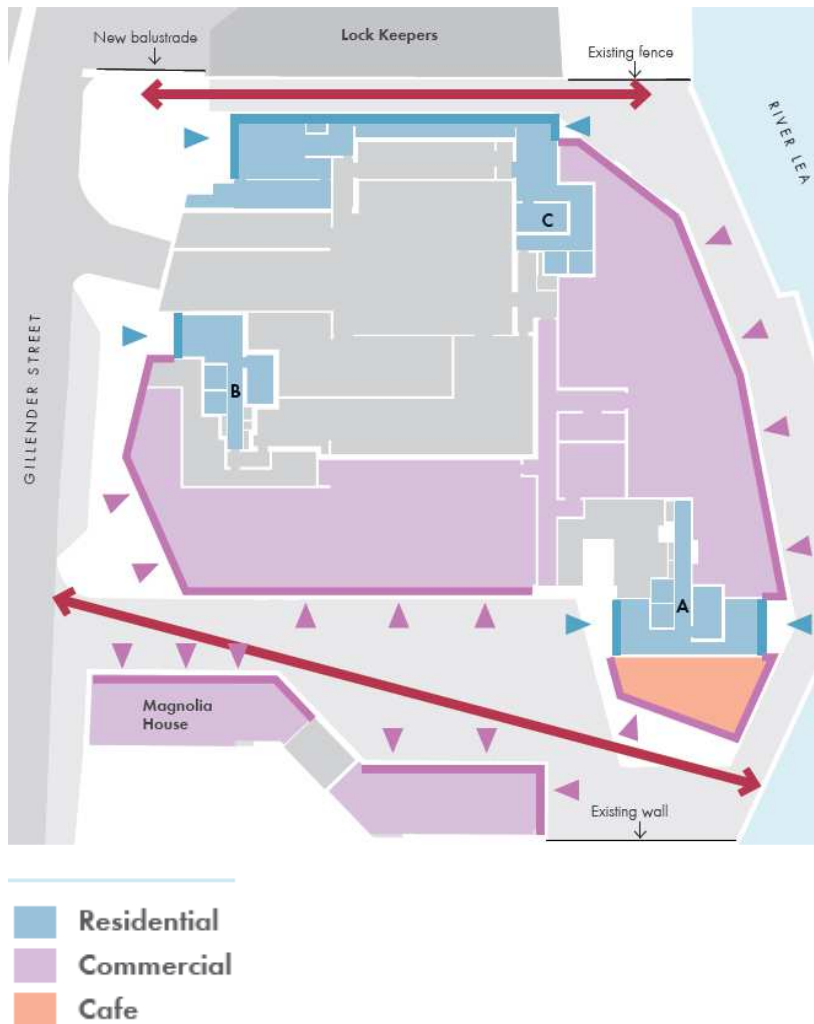 New balustrade
Lock Keepers
Existing fence
RIVER LEA
C
GILLENDER STREET
B
A
Magnolia
House
Existing wall
Residential
Commercial
Cafe